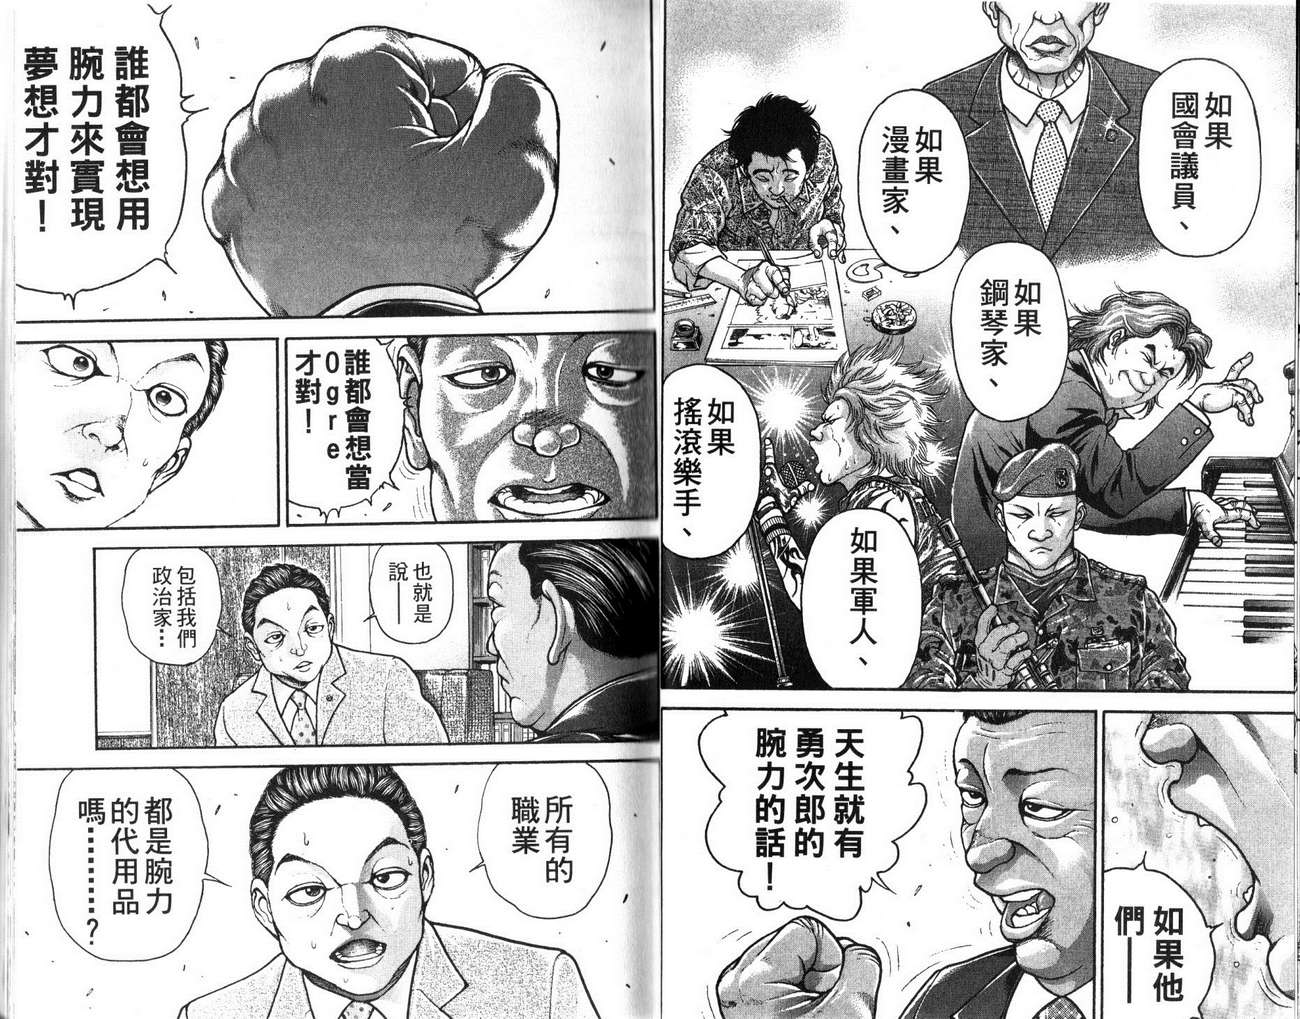 如果
國會議員、
如果
漫畫家、
如果
鋼琴家、
如果
搖滾樂手、
如果軍人、
如果他
們——
天生就有
勇次郎的
腕力的話！
誰都會想用
腕力來實現
夢想才對！
誰都會想當
Ogre
才對！
也就是
說——
包括我們
政治家…
所有的
職業
都是腕力
的代用品
嗎…………？